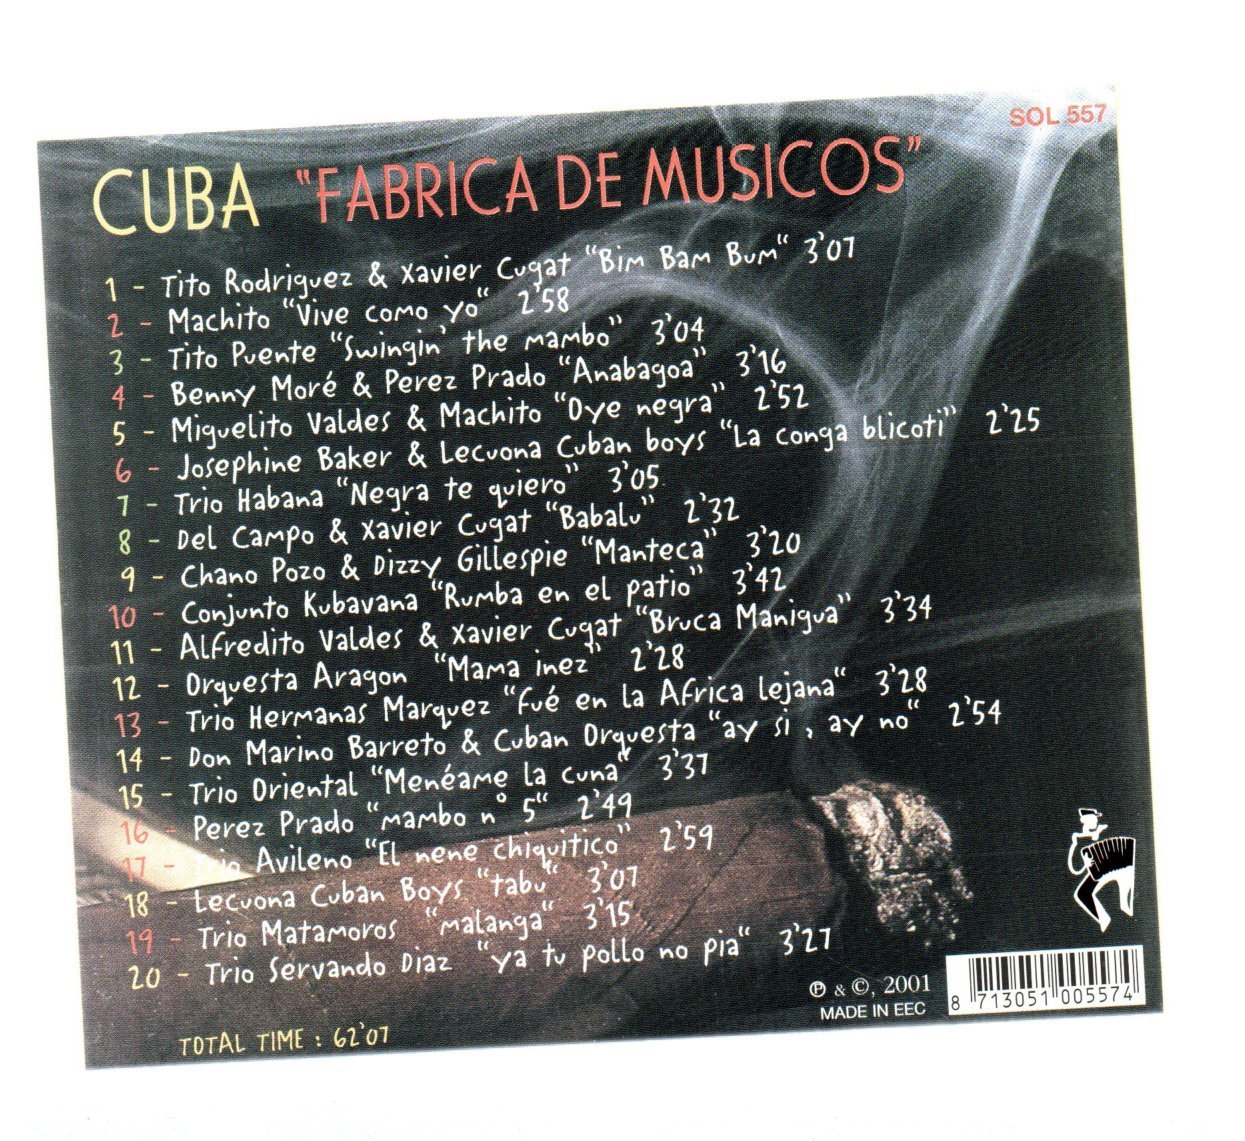 SOL 557
CUBA "FABRICA DE MUSICOS"
1 - Tito Rodriguez & Xavier Cugat "Bim Bam Bum" 3'07
2 - Machito "Vive como yo" 2'58
3 - Tito Puente "Swingin' the mambo" 3'04
4 - Benny Moré & Perez Prado "Anabagoa" 3'16
5 - Miguelito Valdes & Machito "Oye negra" 2'52
6 - Josephine Baker & Lecuona Cuban boys "La conga blicoti" 2'25
7 - Trio Habana "Negra te quiero" 3'05
8 - Del Campo & Xavier Cugat "Babalu" 2'32
9 - Chano Pozo & Dizzy Gillespie "Manteca" 3'20
10 - Conjunto Kubavana "Rumba en el patio" 3'42
11 - Alfredito Valdes & Xavier Cugat "Bruca Manigua" 3'34
12 - Orquesta Aragon "Mama inez" 2'28
13 - Trio Hermanas Marquez "Fué en la Africa lejana" 3'28
14 - Don Marino Barreto & Cuban Orquesta "ay si , ay no" 2'54
15 - Trio Oriental "Menéame la cuna" 3'37
16 - Perez Prado "mambo n° 5" 2'49
17 - Trio Avileno "El nene chiquitico" 2'59
18 - Lecuona Cuban Boys "tabu" 3'07
19 - Trio Matamoros "malanga" 3'15
20 - Trio Servando Diaz "ya tu pollo no pia" 3'27
TOTAL TIME : 62'07
℗ & ©, 2001
MADE IN EEC
8 713051 005574